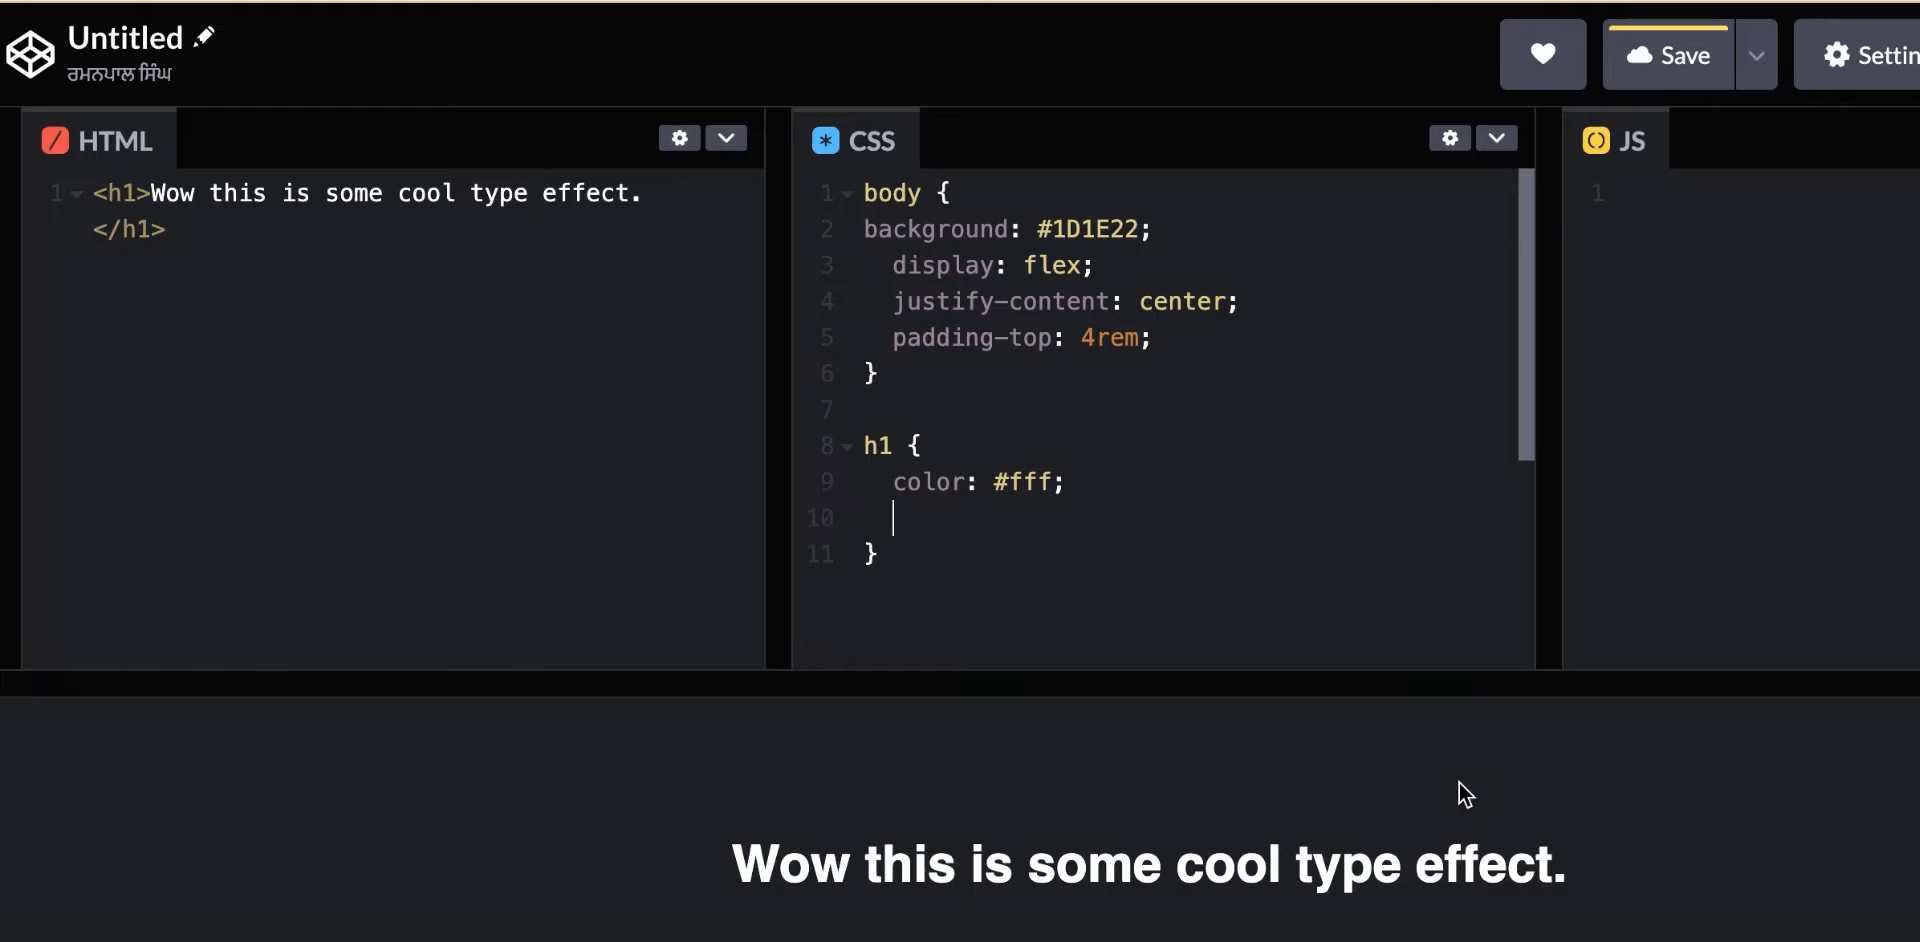 Untitled
ਰਮਨਪਾਲ ਸਿੰਘ
Save
Settin
HTML
1 <h1>Wow this is some cool type effect.
</h1>
CSS
1 body {
2 background: #1D1E22;
3 display: flex;
4 justify-content: center;
5 padding-top: 4rem;
6 }
7
8 h1 {
9 color: #fff;
10
11 }
JS
1
Wow this is some cool type effect.